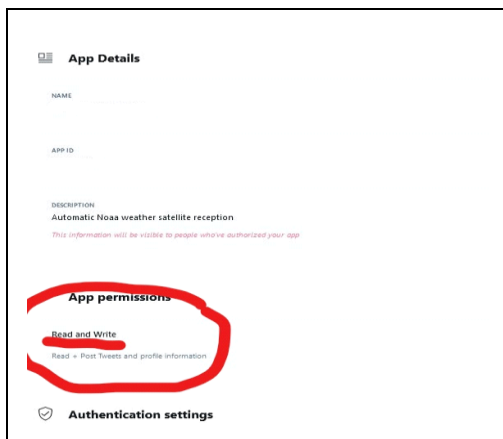 App Details
NAME
APP ID
DESCRIPTION
Automatic Noaa weather satellite reception
This information will be visible to people who've authorized your app
App permissions
Read and Write
Read + Post Tweets and profile information
Authentication settings